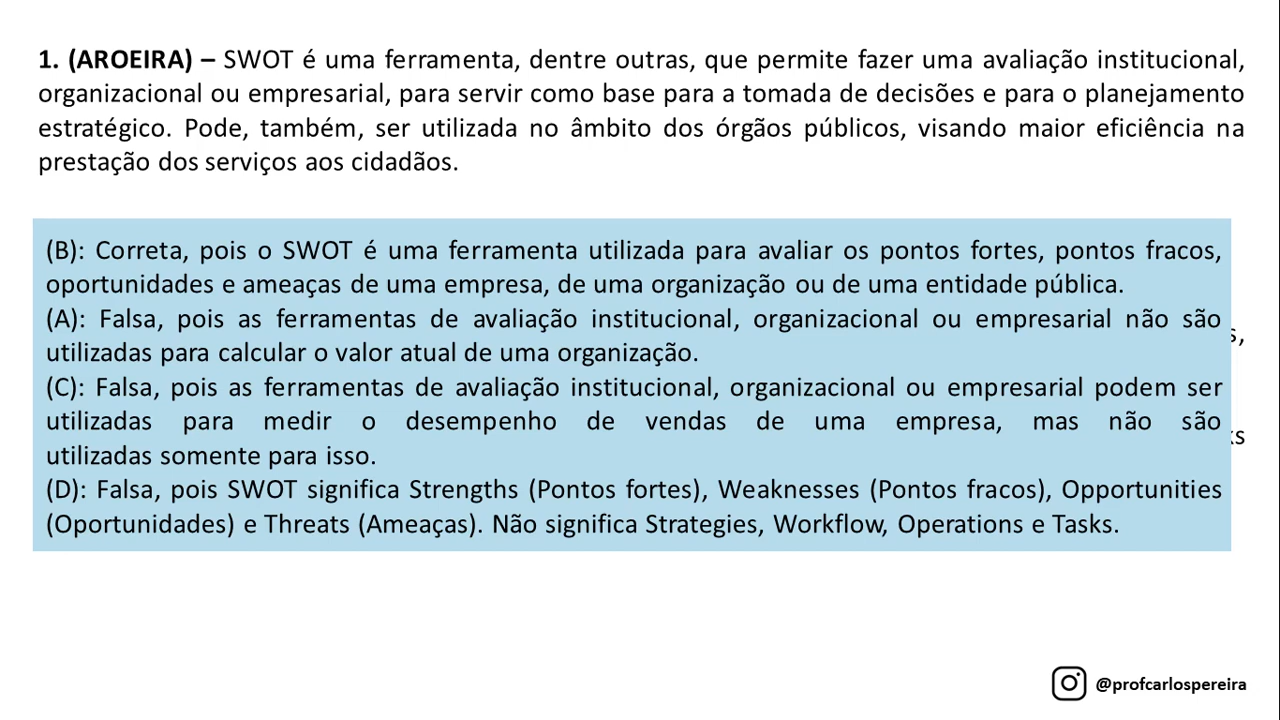 1. (AROEIRA) – SWOT é uma ferramenta, dentre outras, que permite fazer uma avaliação institucional,
organizacional ou empresarial, para servir como base para a tomada de decisões e para o planejamento
estratégico. Pode, também, ser utilizada no âmbito dos órgãos públicos, visando maior eficiência na
prestação dos serviços aos cidadãos.
(B): Correta, pois o SWOT é uma ferramenta utilizada para avaliar os pontos fortes, pontos fracos,
oportunidades e ameaças de uma empresa, de uma organização ou de uma entidade pública.
(A): Falsa, pois as ferramentas de avaliação institucional, organizacional ou empresarial não são
utilizadas para calcular o valor atual de uma organização.
(C): Falsa, pois as ferramentas de avaliação institucional, organizacional ou empresarial podem ser
utilizadas para medir o desempenho de vendas de uma empresa, mas não são
utilizadas somente para isso.
(D): Falsa, pois SWOT significa Strengths (Pontos fortes), Weaknesses (Pontos fracos), Opportunities
(Oportunidades) e Threats (Ameaças). Não significa Strategies, Workflow, Operations e Tasks.
@profcarlospereira